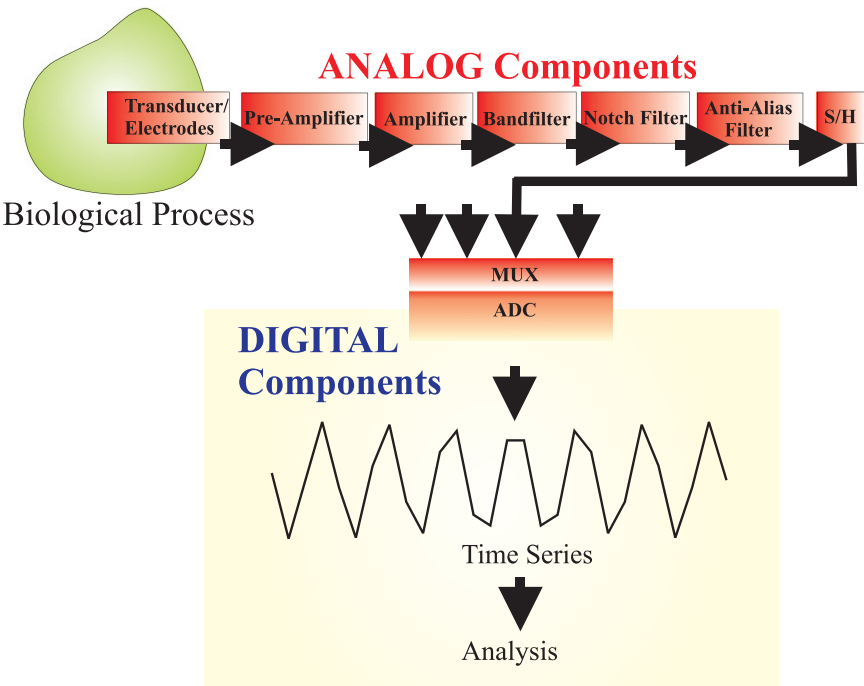 ANALOG Components
Transducer/
Electrodes
Pre-Amplifier
Amplifier
Bandfilter
Notch Filter
Anti-Alias
Filter
S/H
Biological Process
MUX
ADC
DIGITAL
Components
Time Series
Analysis